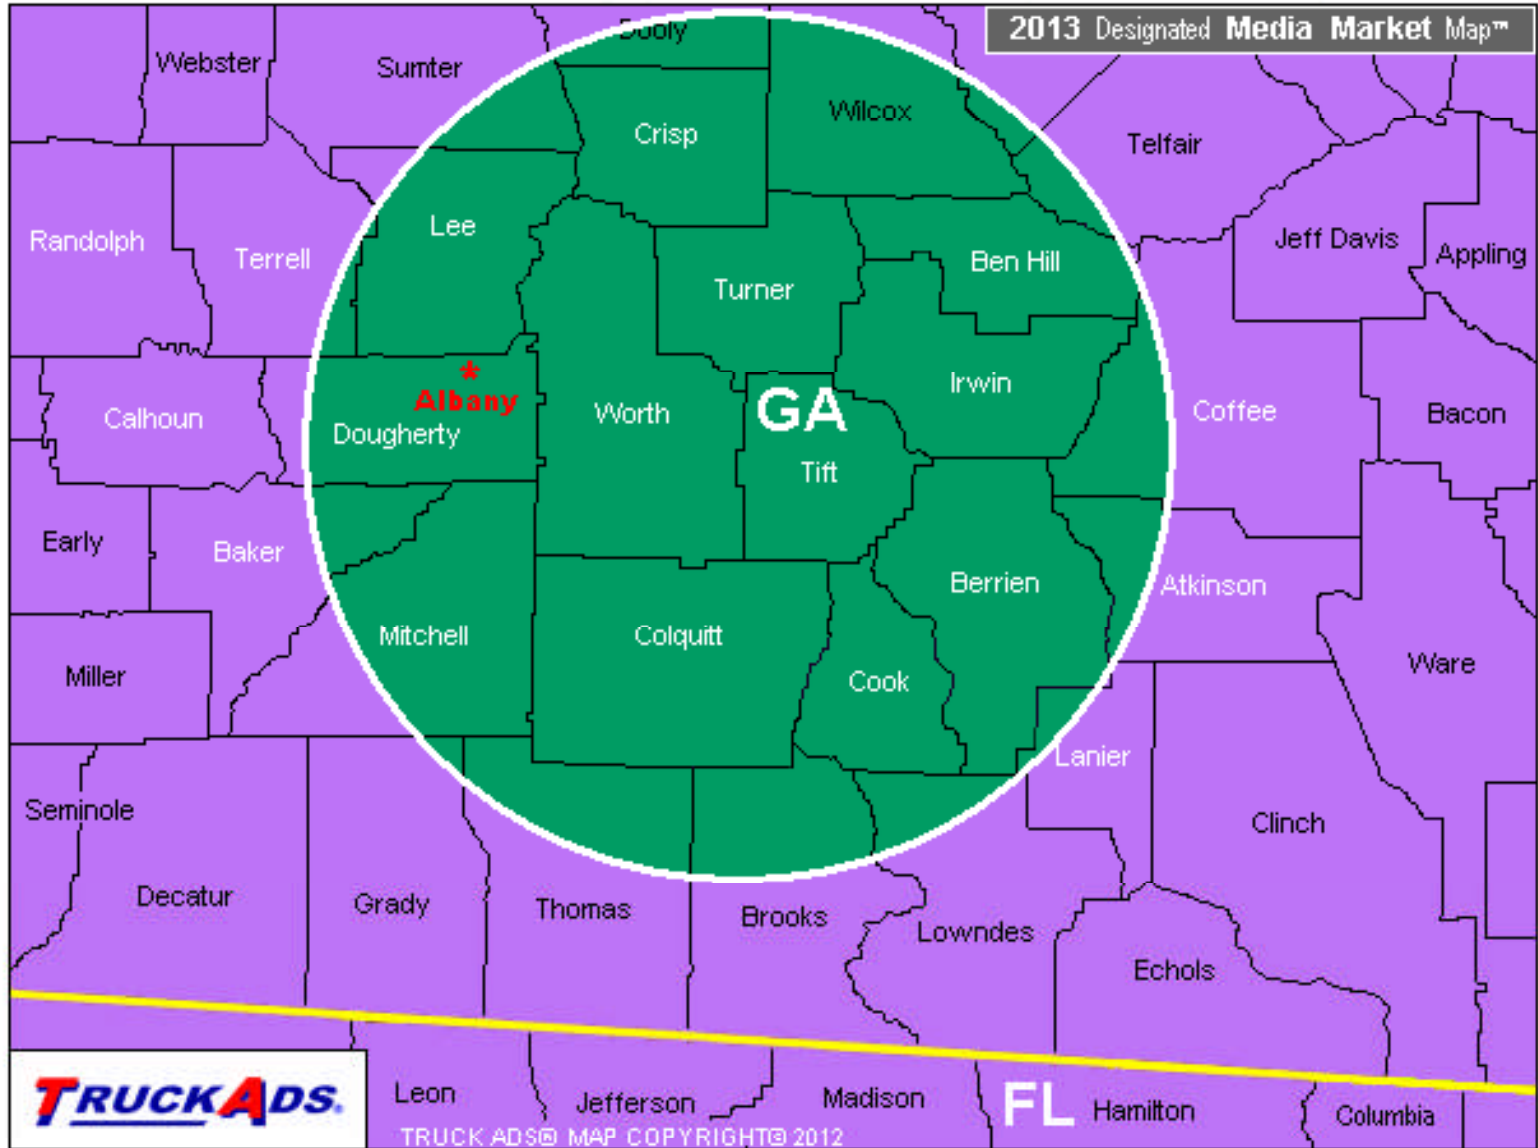 2013 Designated Media Market Map™
Dooly
Webster
Sumter
Wilcox
Crisp
Telfair
Lee
Randolph
Terrell
Jeff Davis
Appling
Ben Hill
Turner
*
Albany
Irwin
GA
Calhoun
Dougherty
Worth
Coffee
Bacon
Tift
Early
Baker
Berrien
Atkinson
Mitchell
Colquitt
Miller
Cook
Ware
Lanier
Seminole
Clinch
Decatur
Grady
Thomas
Brooks
Lowndes
Echols
TRUCKADS.
Leon
Jefferson
Madison
FL
Hamilton
Columbia
TRUCK ADS® MAP COPYRIGHT© 2012